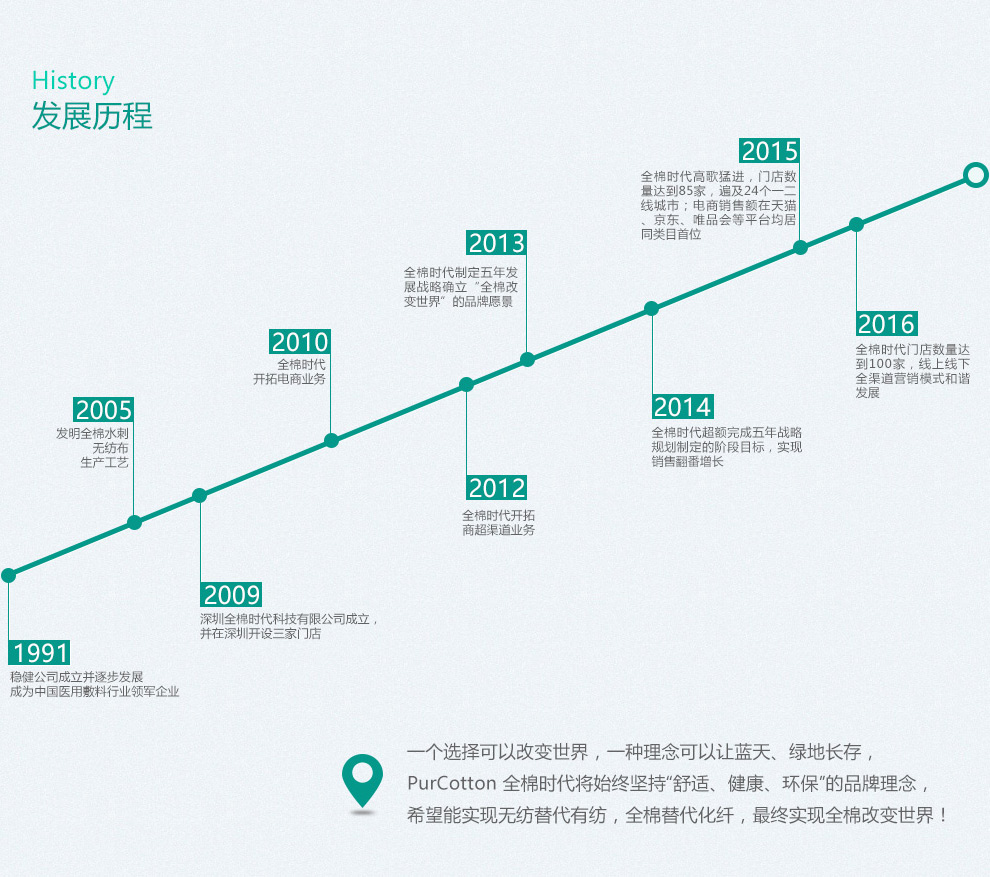 History
发展历程
2015
全棉时代高歌猛进，门店数
量达到85家，遍及24个一二
线城市；电商销售额在天猫
、京东、唯品会等平台均居
同类目首位
2013
全棉时代制定五年发
展战略确立“全棉改
变世界”的品牌愿景
2010
全棉时代
开拓电商业务
2016
全棉时代门店数量达
到100家，线上线下
全渠道营销模式和谐
发展
2005
发明全棉水刺
无纺布
生产工艺
2014
全棉时代超额完成五年战略
规划制定的阶段目标，实现
销售翻番增长
2012
全棉时代开拓
商超渠道业务
2009
深圳全棉时代科技有限公司成立，
并在深圳开设三家门店
1991
稳健公司成立并逐步发展
成为中国医用敷料行业领军企业
一个选择可以改变世界，一种理念可以让蓝天、绿地长存，
PurCotton 全棉时代将始终坚持“舒适、健康、环保”的品牌理念，
希望能实现无纺替代有纺，全棉替代化纤，最终实现全棉改变世界！